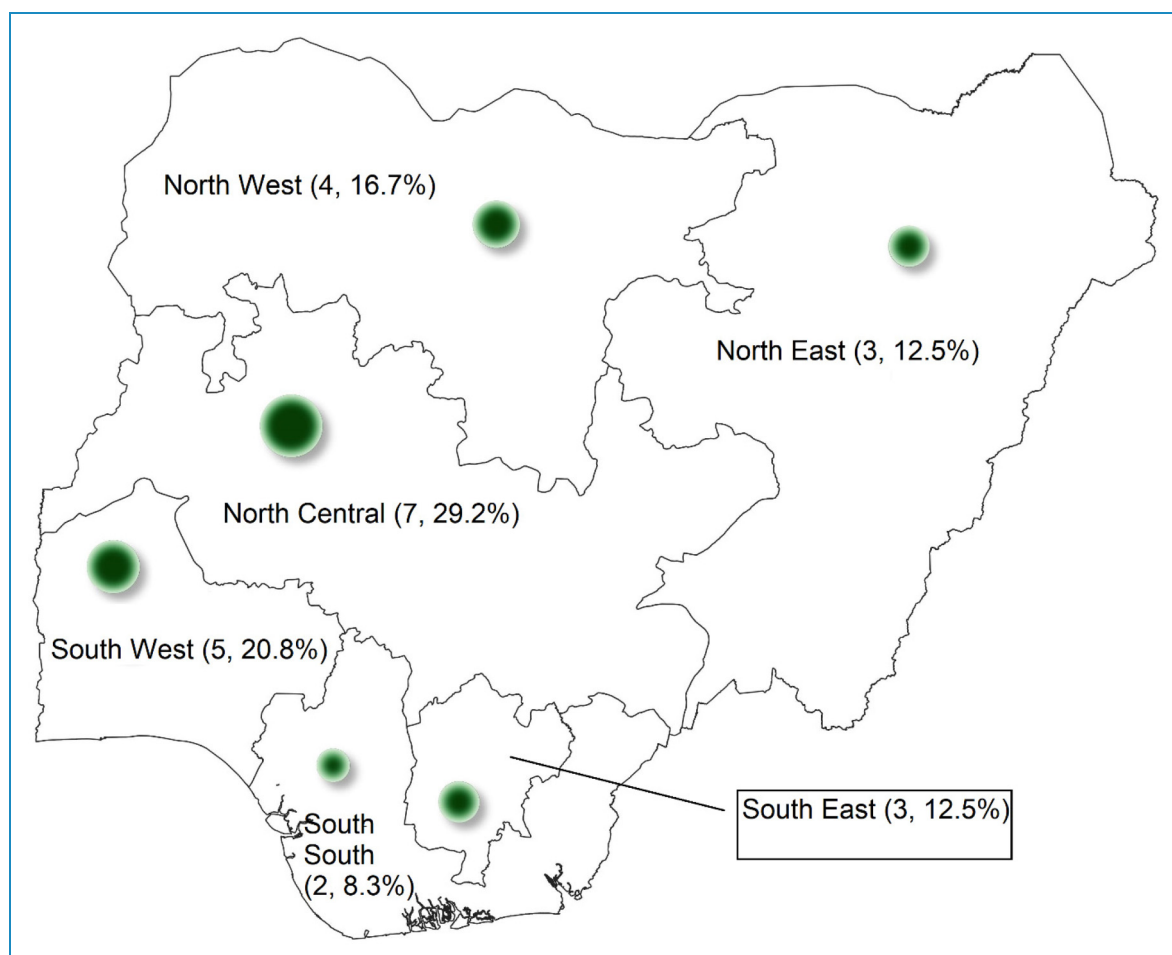 North West (4, 16.7%)
North East (3, 12.5%)
North Central (7, 29.2%)
South West (5, 20.8%)
South East (3, 12.5%)
South
South
(2, 8.3%)